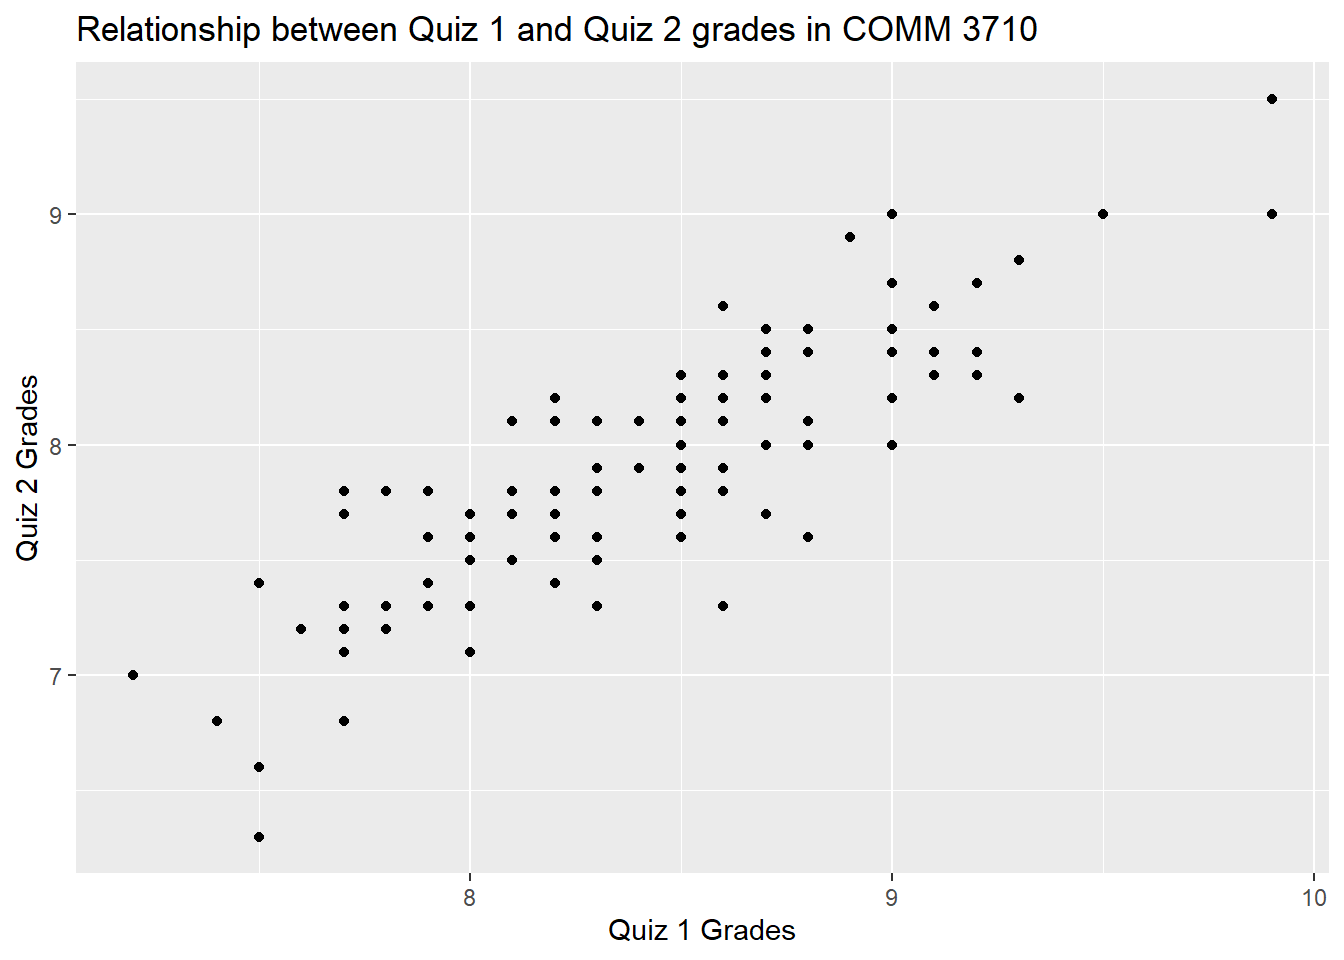 Relationship between Quiz 1 and Quiz 2 grades in COMM 3710
9
8
7
Quiz 2 Grades
8 9 10
Quiz 1 Grades